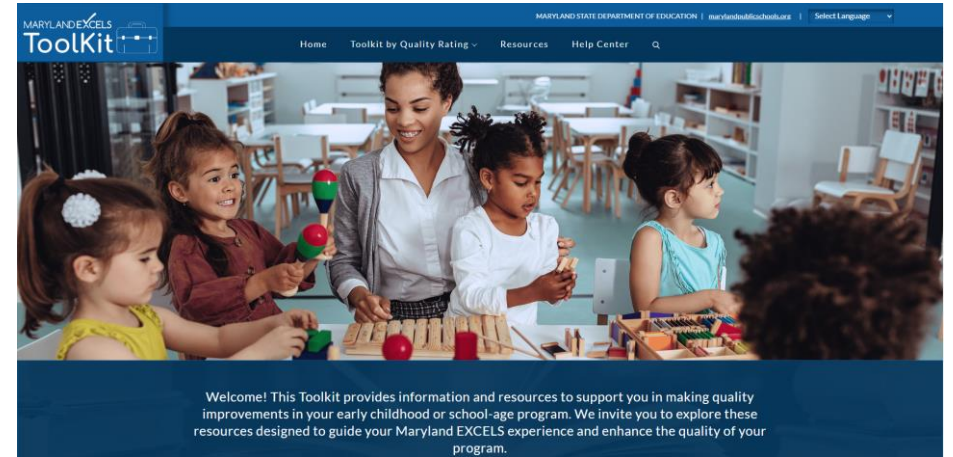 MARYLAND STATE DEPARTMENT OF EDUCATION | marylandpublicschools.org | Select Language
MARYLAND EXCELS
ToolKit
Home Toolkit by Quality Rating Resources Help Center
Welcome! This Toolkit provides information and resources to support you in making quality
improvements in your early childhood or school-age program. We invite you to explore these
resources designed to guide your Maryland EXCELS experience and enhance the quality of your
program.